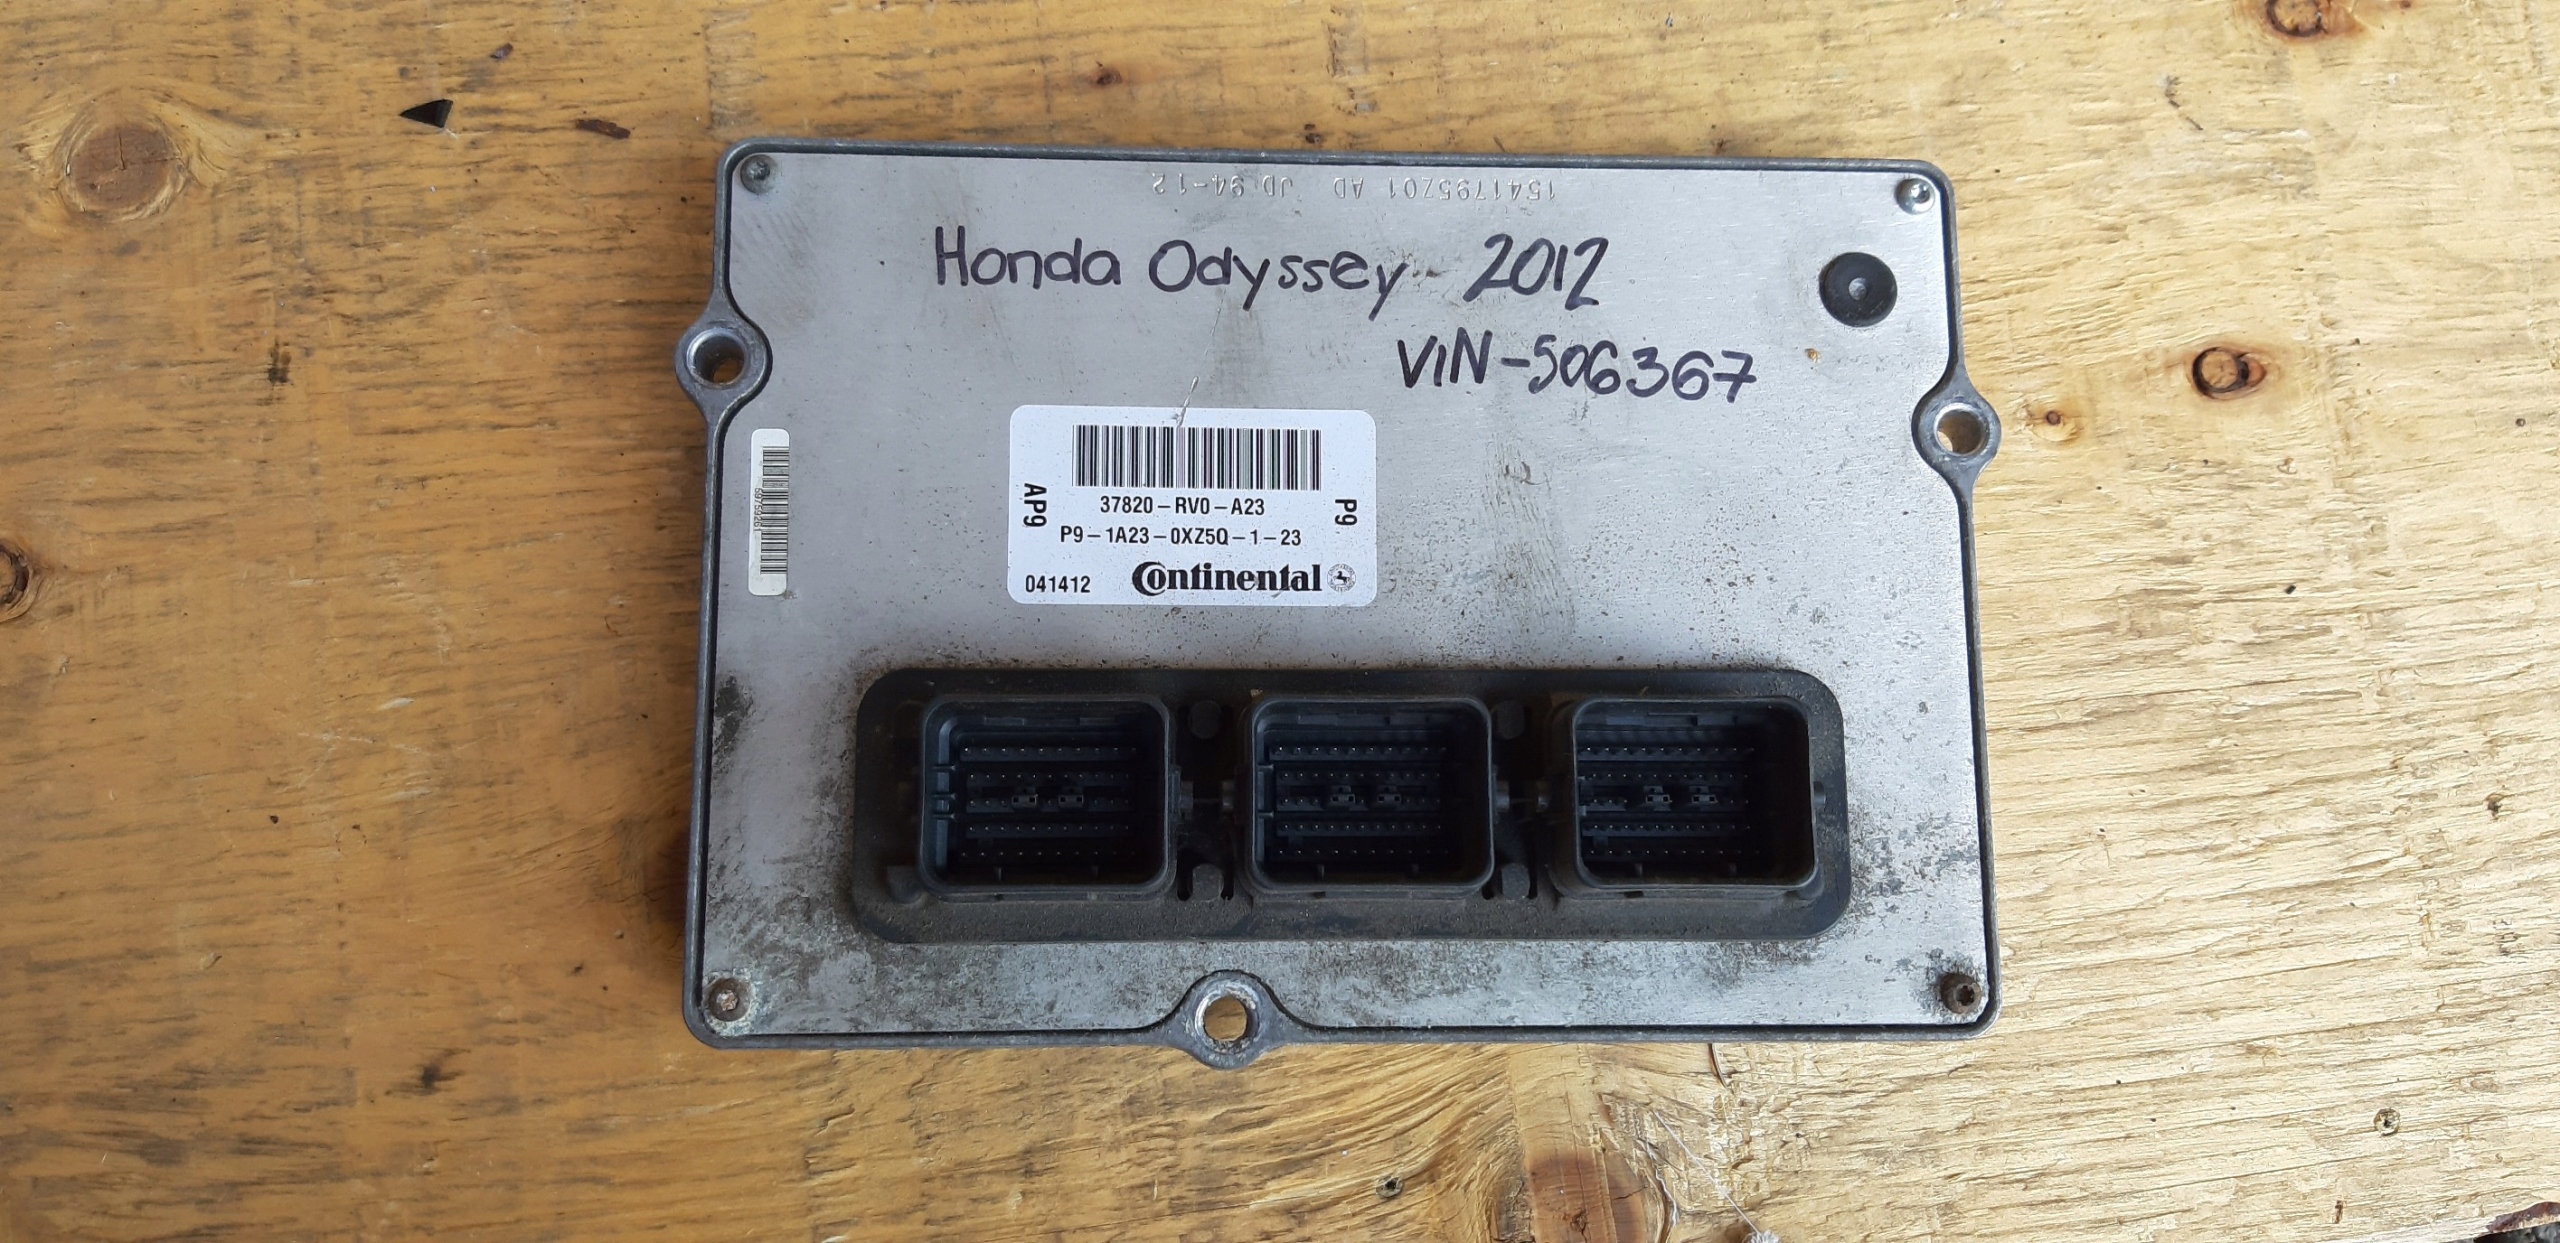 1541795Z01 AD JD 94-12
Honda Odyssey 2012
VIN-506367
37820-RV0-A23
P9-1A23-0XZ5Q-1-23
AP9
P9
041412
Continental